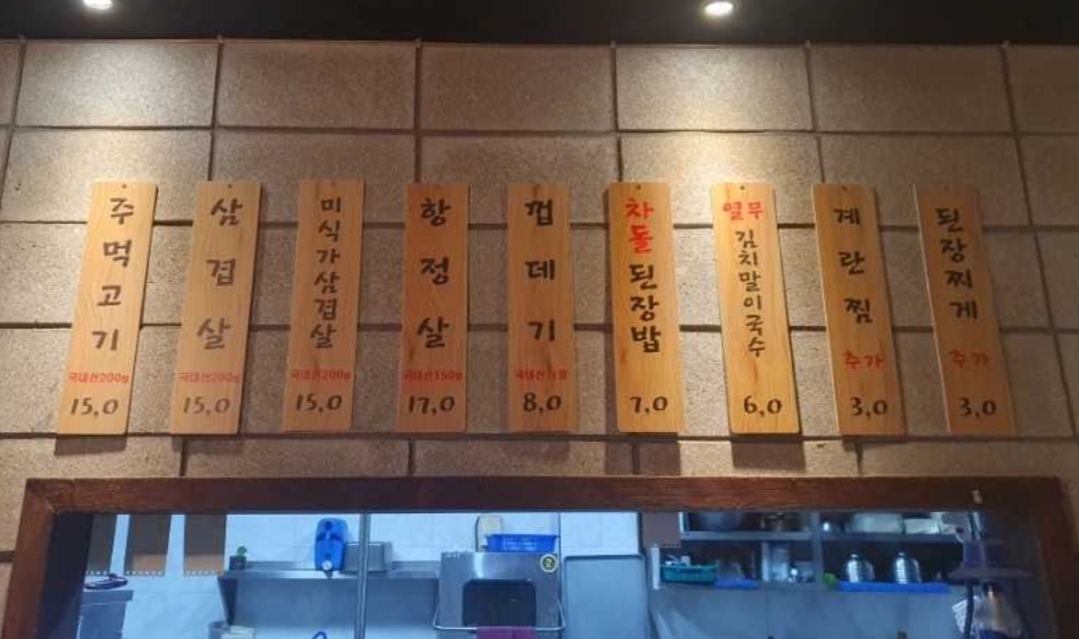 주먹고기
국내산200g
15,0
삼겹살
국내산200g
15,0
미식가삼겹살
국내산200g
15,0
항정살
국내산150g
17,0
껍데기
국내산
8,0
차돌된장밥
7,0
열무김치말이국수
6,0
계란찜
추가
3,0
된장찌게
추가
3,0